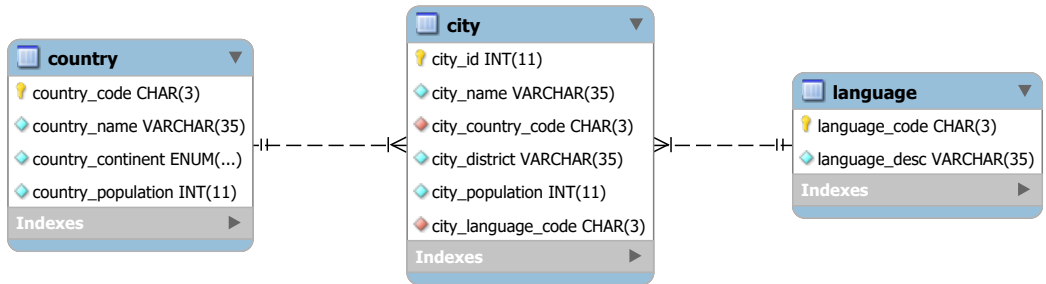 country
country_code CHAR(3)
country_name VARCHAR(35)
country_continent ENUM(...)
country_population INT(11)
Indexes
city
city_id INT(11)
city_name VARCHAR(35)
city_country_code CHAR(3)
city_district VARCHAR(35)
city_population INT(11)
city_language_code CHAR(3)
Indexes
language
language_code CHAR(3)
language_desc VARCHAR(35)
Indexes